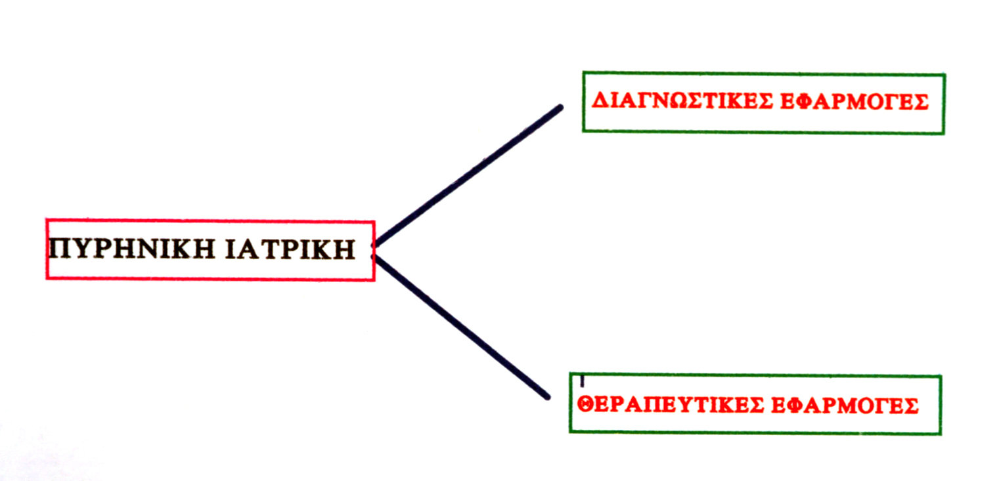 ΔΙΑΓΝΩΣΤΙΚΕΣ ΕΦΑΡΜΟΓΕΣ
ΠΥΡΗΝΙΚΗ ΙΑΤΡΙΚΗ
ΘΕΡΑΠΕΥΤΙΚΕΣ ΕΦΑΡΜΟΓΕΣ